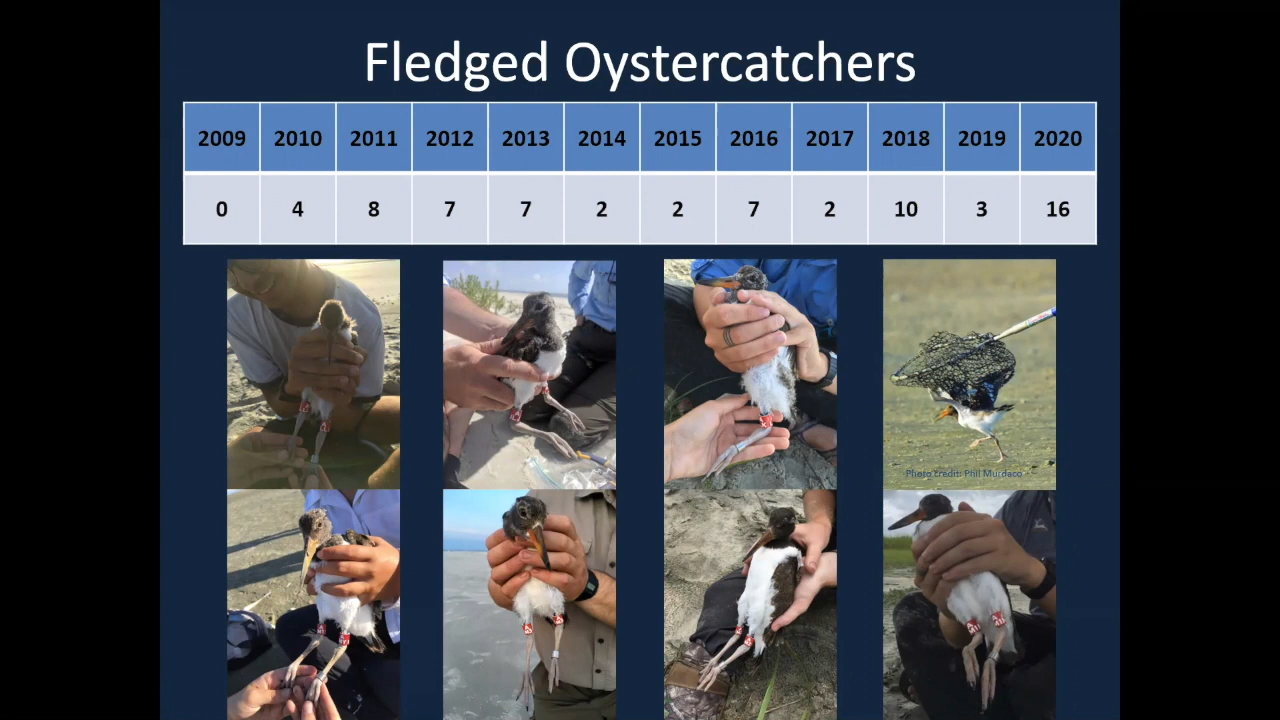 Fledged Oystercatchers
2009 2010 2011 2012 2013 2014 2015 2016 2017 2018 2019 2020
0 4 8 7 7 2 2 7 2 10 3 16
Photo Credit: Phil Murdaco